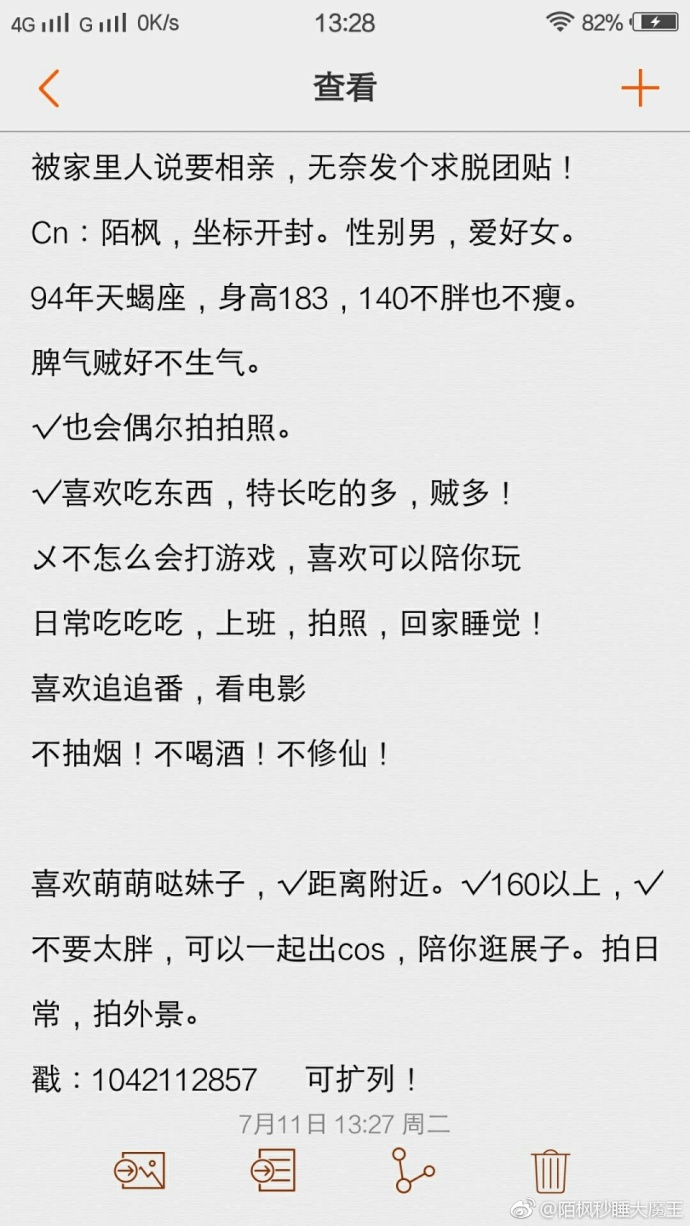 4G G 0K/s 13:28 82%
查看
被家里人说要相亲，无奈发个求脱团贴！
Cn：陌枫，坐标开封。性别男，爱好女。
94年天蝎座，身高183，140不胖也不瘦。
脾气贼好不生气。
✓也会偶尔拍拍照。
✓喜欢吃东西，特长吃的多，贼多！
乄不怎么会打游戏，喜欢可以陪你玩
日常吃吃吃，上班，拍照，回家睡觉！
喜欢追追番，看电影
不抽烟！不喝酒！不修仙！
喜欢萌萌哒妹子，✓距离附近。✓160以上，✓
不要太胖，可以一起出cos，陪你逛展子。拍日
常，拍外景。
戳：1042112857 可扩列！
7月11日 13:27 周二
@陌枫秒睡大魔王